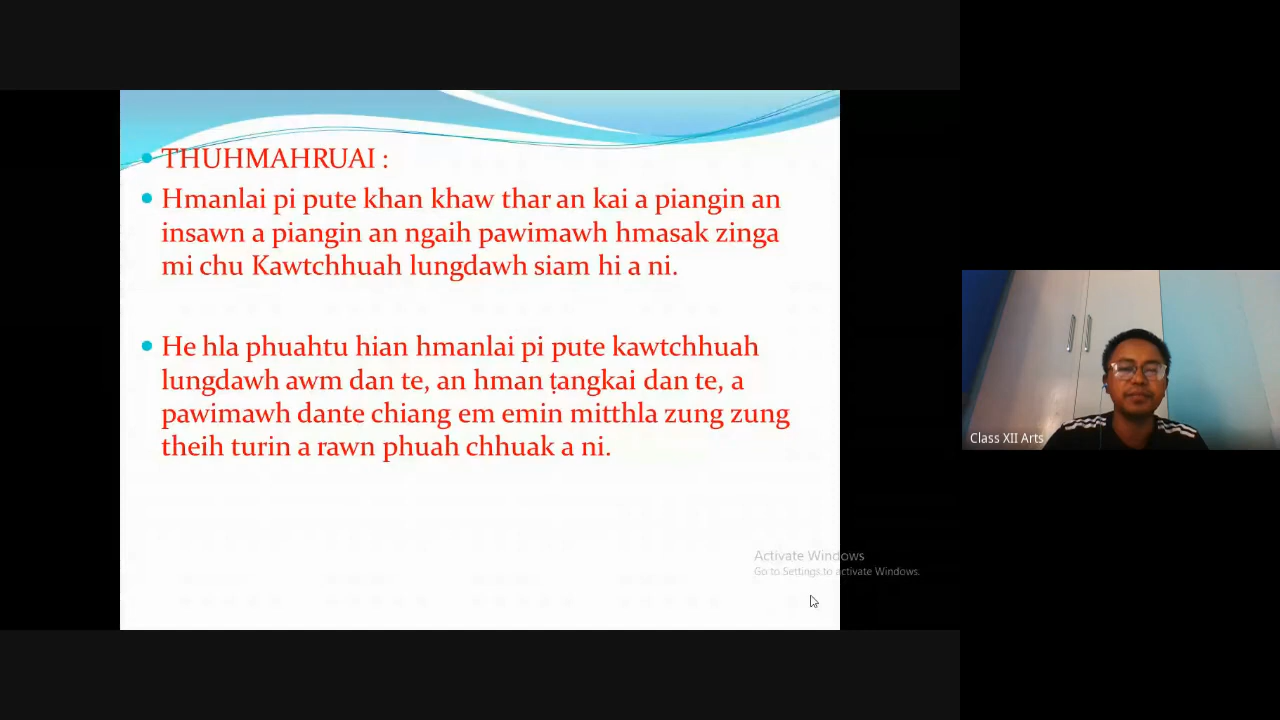 THUHMAHRUAI :
Hmanlai pi pute khan khaw thar an kai a piangin an
insawn a piangin an ngaih pawimawh hmasak zinga
mi chu Kawtchhuah lungdawh siam hi a ni.
He hla phuahtu hian hmanlai pi pute kawtchhuah
lungdawh awm dan te, an hman ṭangkai dan te, a
pawimawh dante chiang em emin mitthla zung zung
theih turin a rawn phuah chhuak a ni.
Activate Windows
Go to Settings to activate Windows.
Class XII Arts